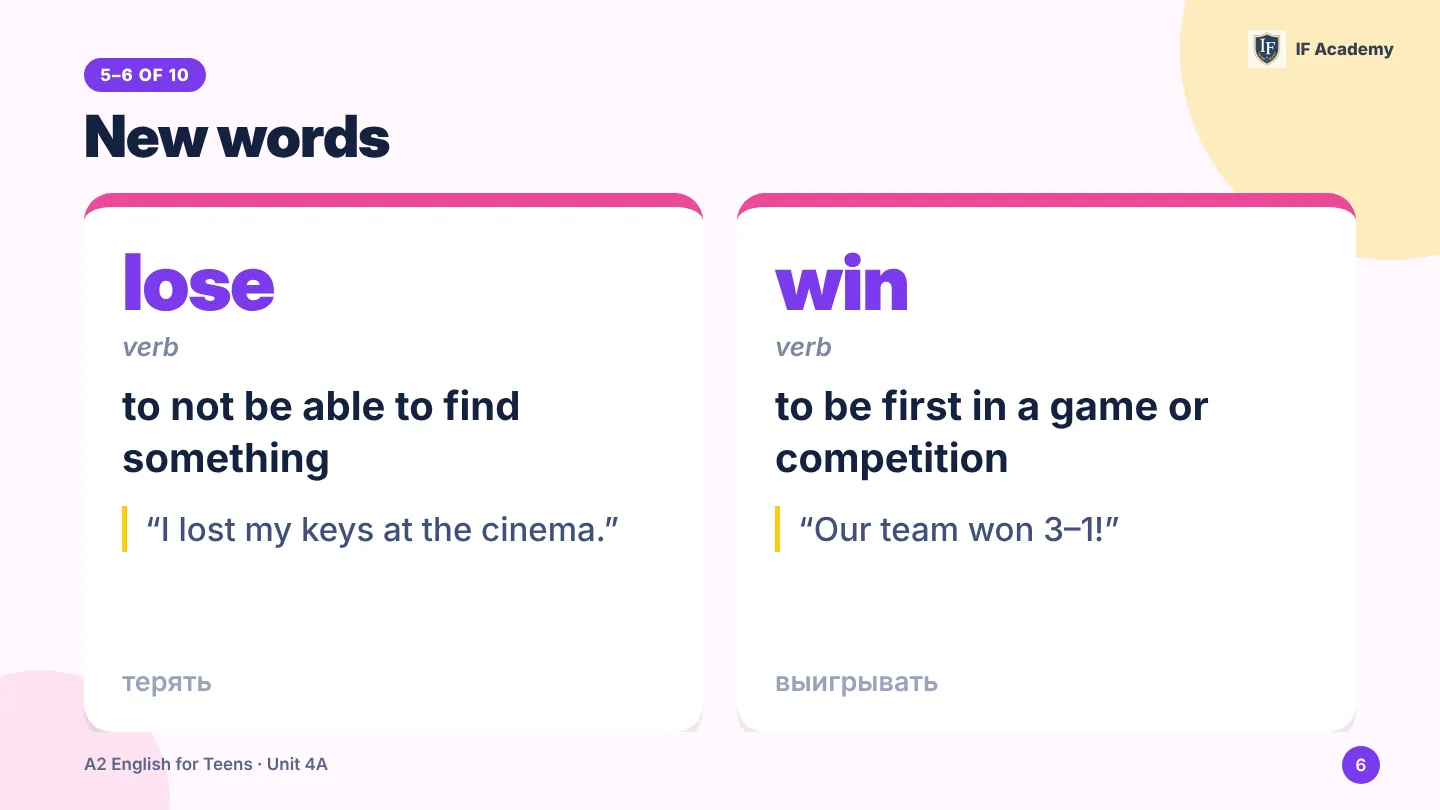 IF
IF Academy
5–6 OF 10
New words
lose
verb
to not be able to find
something
“I lost my keys at the cinema.”
терять
win
verb
to be first in a game or
competition
“Our team won 3–1!”
выигрывать
A2 English for Teens · Unit 4A
6